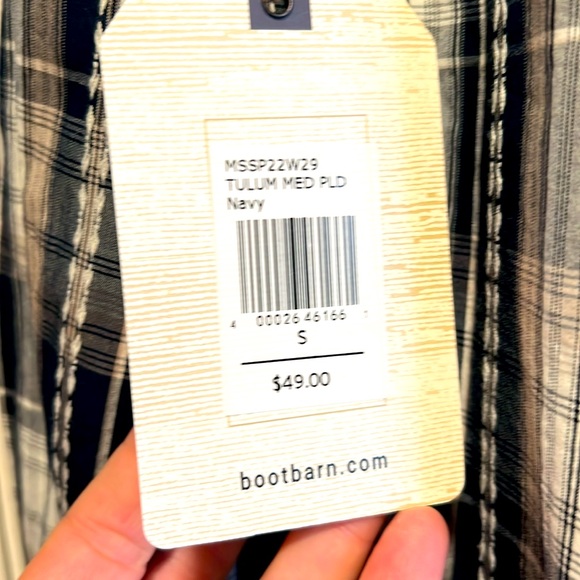 MSSP22W29
TULUM MED PLD
Navy
4 00026 46166 1
S
$49.00
bootbarn.com